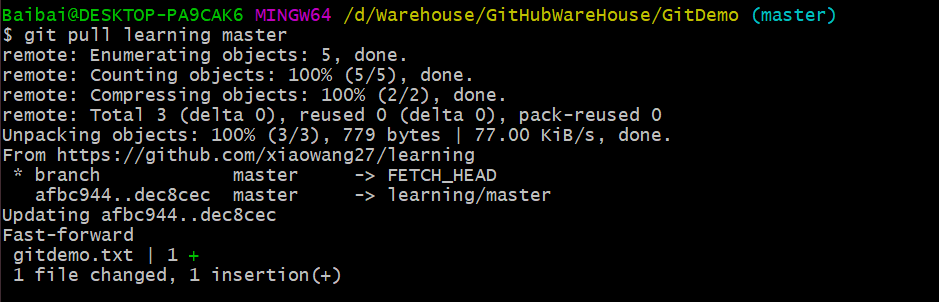 Baibai@DESKTOP-PA9CAK6 MINGW64 /d/Warehouse/GitHubWareHouse/GitDemo (master)
$ git pull learning master
remote: Enumerating objects: 5, done.
remote: Counting objects: 100% (5/5), done.
remote: Compressing objects: 100% (2/2), done.
remote: Total 3 (delta 0), reused 0 (delta 0), pack-reused 0
Unpacking objects: 100% (3/3), 779 bytes | 77.00 KiB/s, done.
From https://github.com/xiaowang27/learning
 * branch            master     -> FETCH_HEAD
   afbc944..dec8cec  master     -> learning/master
Updating afbc944..dec8cec
Fast-forward
 gitdemo.txt | 1 +
 1 file changed, 1 insertion(+)